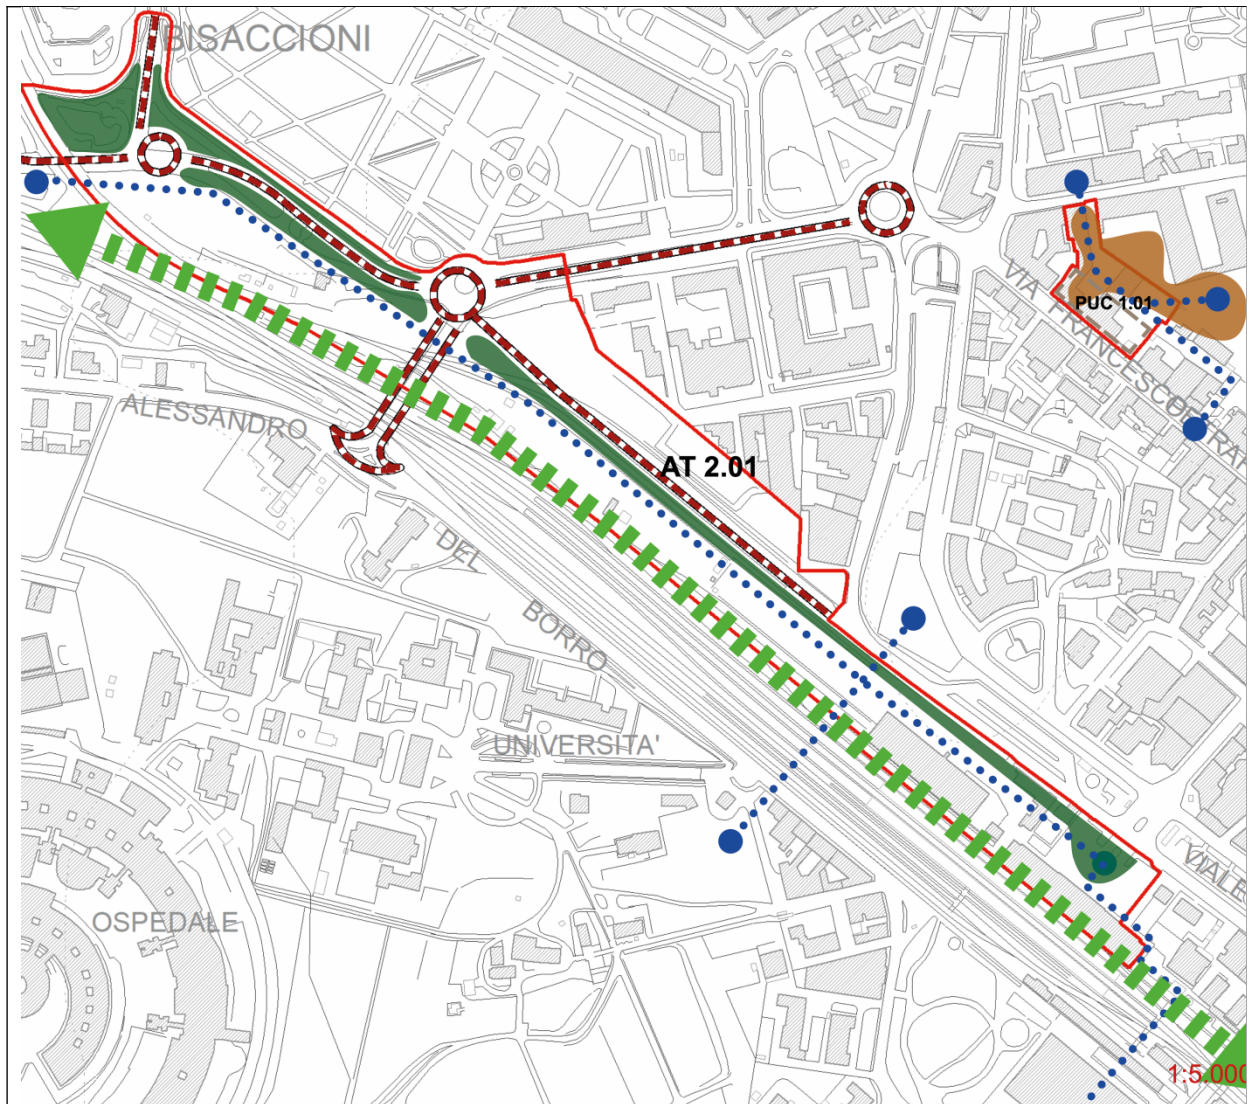 BISACCIONI
VIA FRANCESCO
PUC 1.01
ALESSANDRO
DEL
BORRO
AT 2.01
UNIVERSITA'
OSPEDALE
VIALE
1:5.000